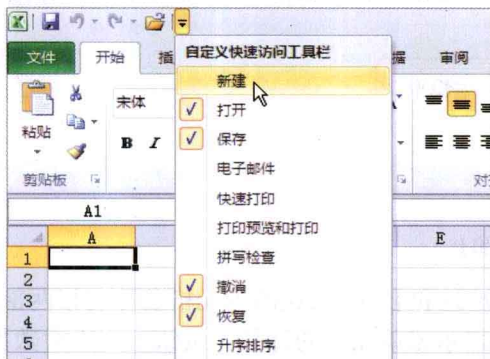 文件 开始 插 据 审阅
自定义快速访问工具栏
新建
打开
保存
电子邮件
快速打印
打印预览和打印
拼写检查
撤消
恢复
升序排序
宋体
粘贴
B I
剪贴板
对
A1
A E
1
2
3
4
5